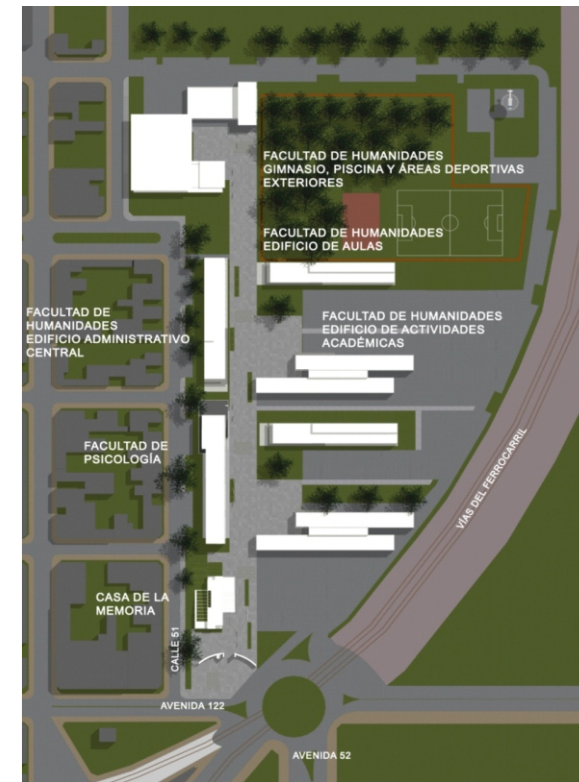 FACULTAD DE HUMANIDADES
GIMNASIO, PISCINA Y ÁREAS DEPORTIVAS
EXTERIORES
FACULTAD DE HUMANIDADES
EDIFICIO DE AULAS
FACULTAD DE
HUMANIDADES
EDIFICIO ADMINISTRATIVO
CENTRAL
FACULTAD DE HUMANIDADES
EDIFICIO DE ACTIVIDADES
ACADÉMICAS
FACULTAD DE
PSICOLOGÍA
VÍAS DEL FERROCARRIL
CASA DE LA
MEMORIA
CALLE 51
AVENIDA 122
AVENIDA 52